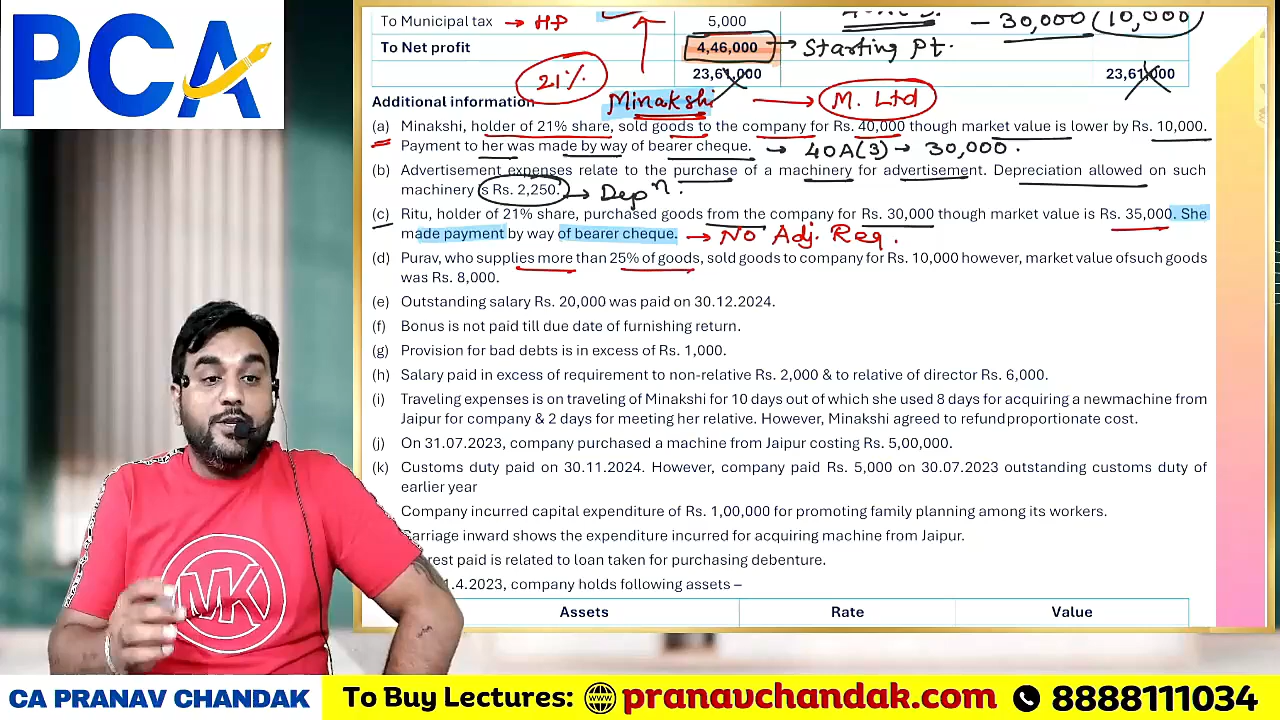 PCA
To Municipal tax → HP 5,000 - 30,000 (10,000)
To Net profit 4,46,000 → Starting Pt.
21% 23,61,000 23,61,000
Additional information Minakshi → M. Ltd
(a) Minakshi, holder of 21% share, sold goods to the company for Rs. 40,000 though market value is lower by Rs. 10,000.
Payment to her was made by way of bearer cheque. → 40A(3) → 30,000.
(b) Advertisement expenses relate to the purchase of a machinery for advertisement. Depreciation allowed on such
machinery is Rs. 2,250. → Depn.
(c) Ritu, holder of 21% share, purchased goods from the company for Rs. 30,000 though market value is Rs. 35,000. She
made payment by way of bearer cheque. → No Adj. Req.
(d) Purav, who supplies more than 25% of goods, sold goods to company for Rs. 10,000 however, market value of such goods
was Rs. 8,000.
(e) Outstanding salary Rs. 20,000 was paid on 30.12.2024.
(f) Bonus is not paid till due date of furnishing return.
(g) Provision for bad debts is in excess of Rs. 1,000.
(h) Salary paid in excess of requirement to non-relative Rs. 2,000 & to relative of director Rs. 6,000.
(i) Traveling expenses is on traveling of Minakshi for 10 days out of which she used 8 days for acquiring a newmachine from
Jaipur for company & 2 days for meeting her relative. However, Minakshi agreed to refund proportionate cost.
(j) On 31.07.2023, company purchased a machine from Jaipur costing Rs. 5,00,000.
(k) Customs duty paid on 30.11.2024. However, company paid Rs. 5,000 on 30.07.2023 outstanding customs duty of
earlier year
Company incurred capital expenditure of Rs. 1,00,000 for promoting family planning among its workers.
Carriage inward shows the expenditure incurred for acquiring machine from Jaipur.
paid is related to loan taken for purchasing debenture.
1.4.2023, company holds following assets –
Assets Rate Value
MK
CA PRANAV CHANDAK To Buy Lectures: pranavchandak.com 8888111034